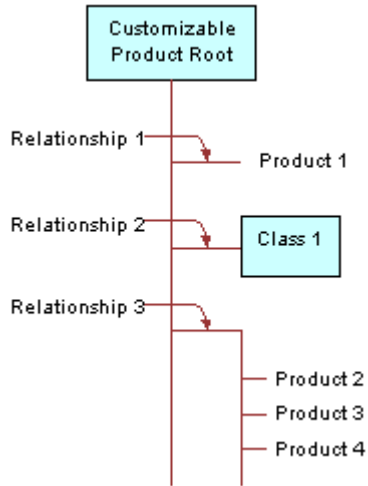 Customizable
Product Root
Relationship 1
Product 1
Relationship 2
Class 1
Relationship 3
Product 2
Product 3
Product 4